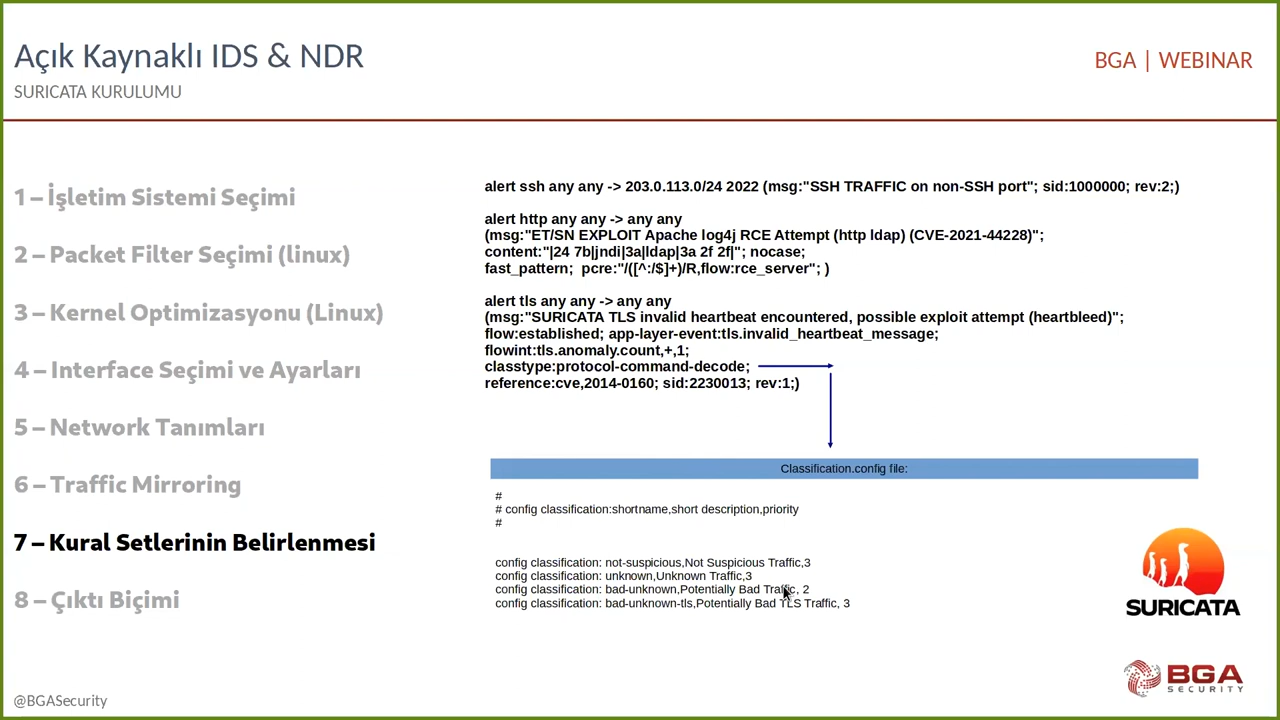 Açık Kaynaklı IDS & NDR
SURICATA KURULUMU
BGA | WEBINAR
1 – İşletim Sistemi Seçimi
2 – Packet Filter Seçimi (linux)
3 – Kernel Optimizasyonu (Linux)
4 – Interface Seçimi ve Ayarları
5 – Network Tanımları
6 – Traffic Mirroring
7 – Kural Setlerinin Belirlenmesi
8 – Çıktı Biçimi
alert ssh any any -> 203.0.113.0/24 2022 (msg:"SSH TRAFFIC on non-SSH port"; sid:1000000; rev:2;)
alert http any any -> any any
(msg:"ET/SN EXPLOIT Apache log4j RCE Attempt (http ldap) (CVE-2021-44228)";
content:"|24 7b|jndi|3a|ldap|3a 2f 2f|"; nocase;
fast_pattern;  pcre:"/([^:/$]+)/R,flow:rce_server"; )
alert tls any any -> any any
(msg:"SURICATA TLS invalid heartbeat encountered, possible exploit attempt (heartbleed)";
flow:established; app-layer-event:tls.invalid_heartbeat_message;
flowint:tls.anomaly.count,+,1;
classtype:protocol-command-decode;
reference:cve,2014-0160; sid:2230013; rev:1;)
Classification.config file:
#
# config classification:shortname,short description,priority
#
config classification: not-suspicious,Not Suspicious Traffic,3
config classification: unknown,Unknown Traffic,3
config classification: bad-unknown,Potentially Bad Traffic, 2
config classification: bad-unknown-tls,Potentially Bad TLS Traffic, 3
SURICATA
BGA
SECURITY
@BGASecurity